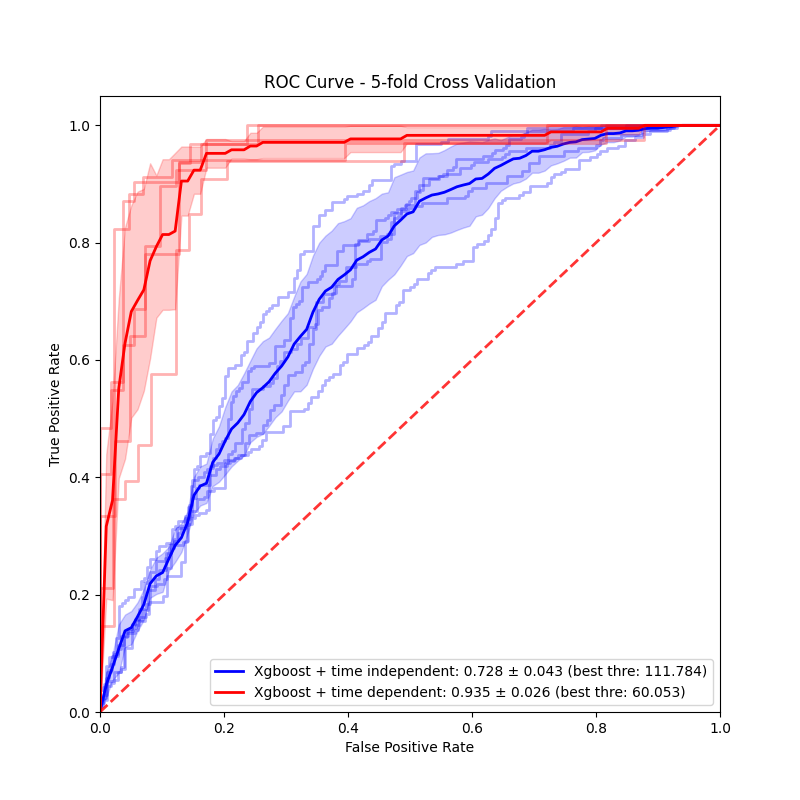 ROC Curve - 5-fold Cross Validation
1.0
0.8
0.6
0.4
0.2
0.0
True Positive Rate
Xgboost + time independent: 0.728 ± 0.043 (best thre: 111.784)
Xgboost + time dependent: 0.935 ± 0.026 (best thre: 60.053)
0.0 0.2 0.4 0.6 0.8 1.0
False Positive Rate